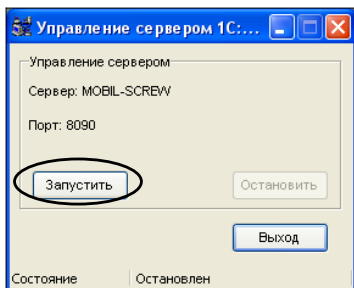 Управление сервером 1С:...
Управление сервером
Сервер: MOBIL-SCREW
Порт: 8090
Запустить Остановить
Выход
Состояние Остановлен